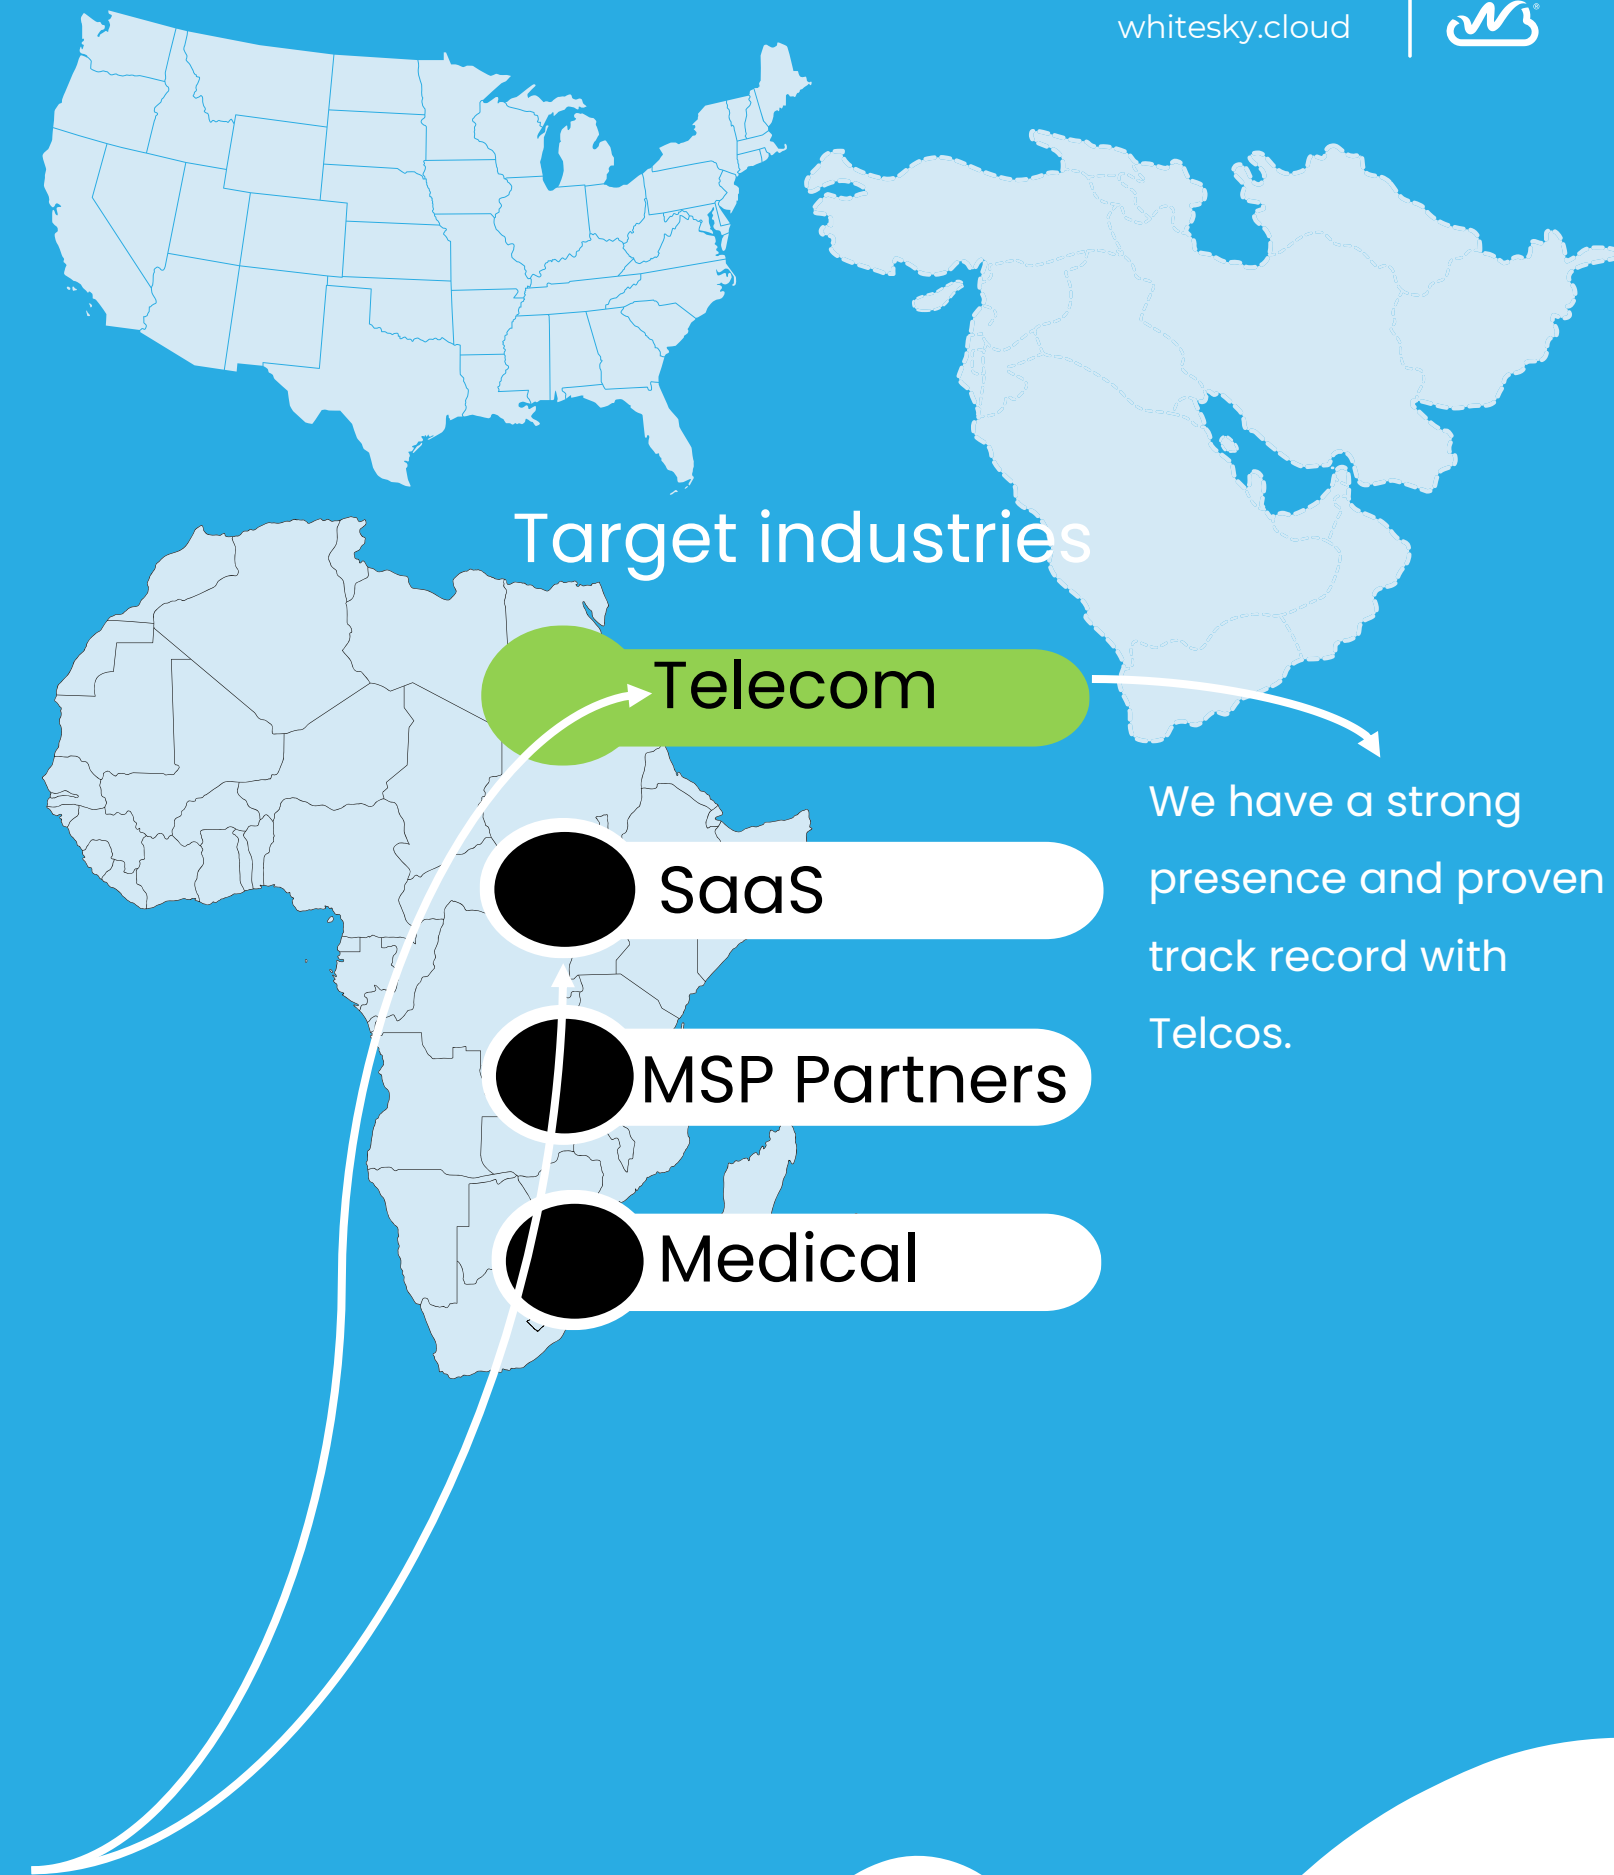 whitesky.cloud
Target industries
Telecom
SaaS
MSP Partners
Medical
We have a strong
presence and proven
track record with
Telcos.